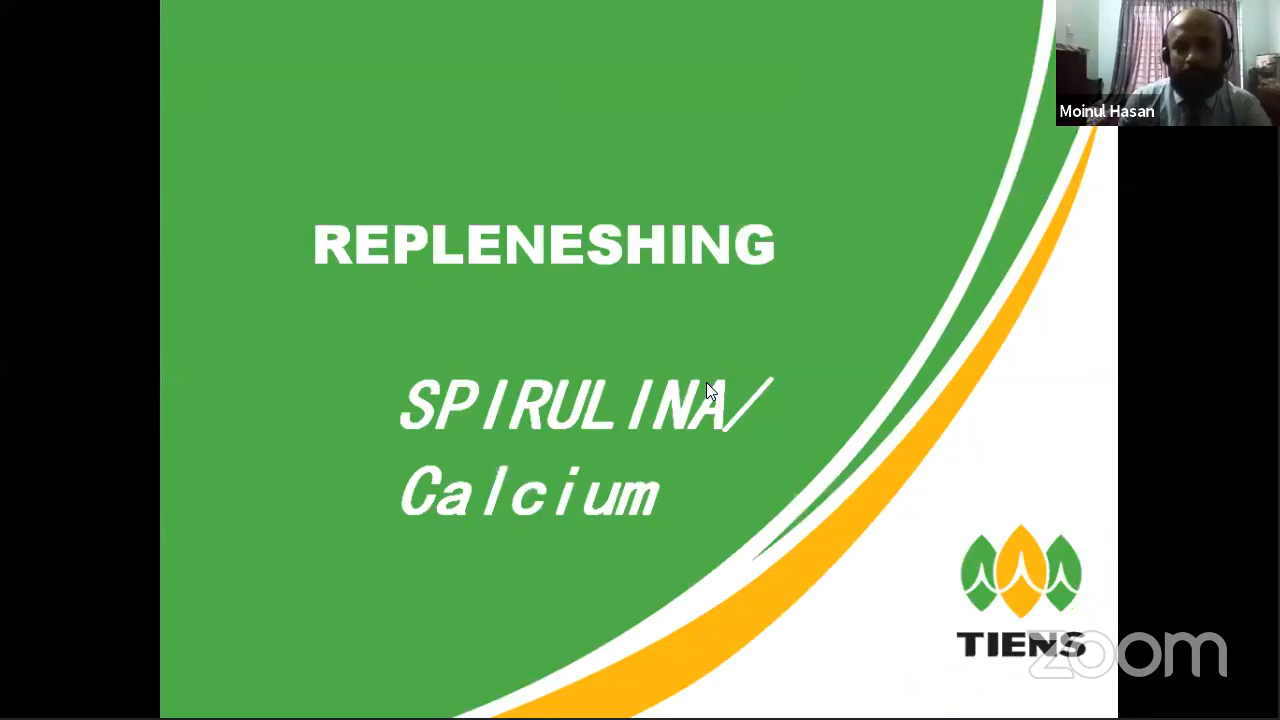 Moinul Hasan
REPLENESHING
SPIRULINA/
Calcium
TIENS
zoom